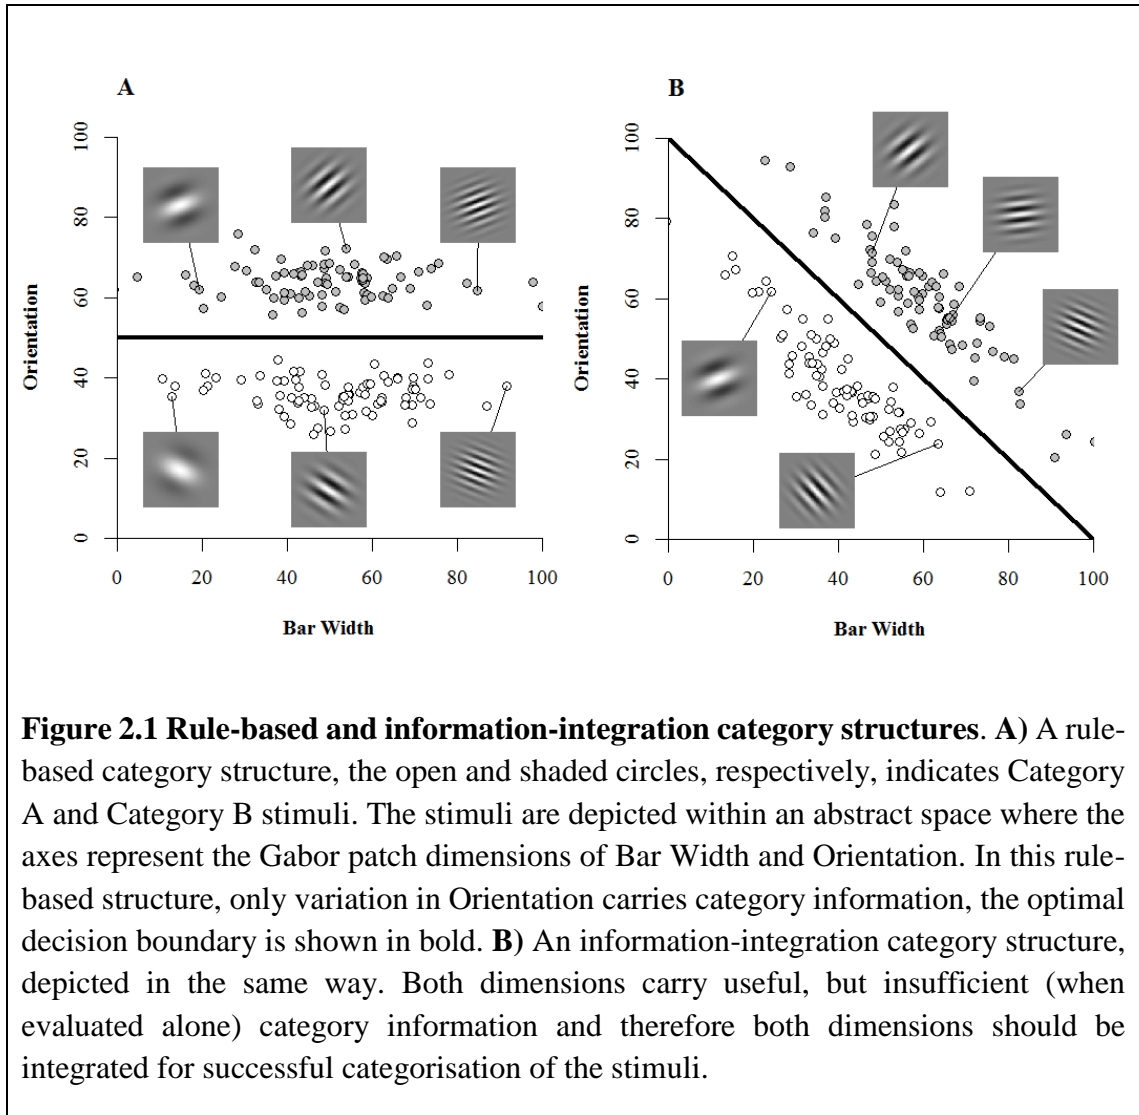 A
B
100
80
60
40
20
0
Orientation
0 20 40 60 80 100
Bar Width
100
80
60
40
20
0
Orientation
0 20 40 60 80 100
Bar Width
Figure 2.1 Rule-based and information-integration category structures. A) A rule-
based category structure, the open and shaded circles, respectively, indicates Category
A and Category B stimuli. The stimuli are depicted within an abstract space where the
axes represent the Gabor patch dimensions of Bar Width and Orientation. In this rule-
based structure, only variation in Orientation carries category information, the optimal
decision boundary is shown in bold. B) An information-integration category structure,
depicted in the same way. Both dimensions carry useful, but insufficient (when
evaluated alone) category information and therefore both dimensions should be
integrated for successful categorisation of the stimuli.